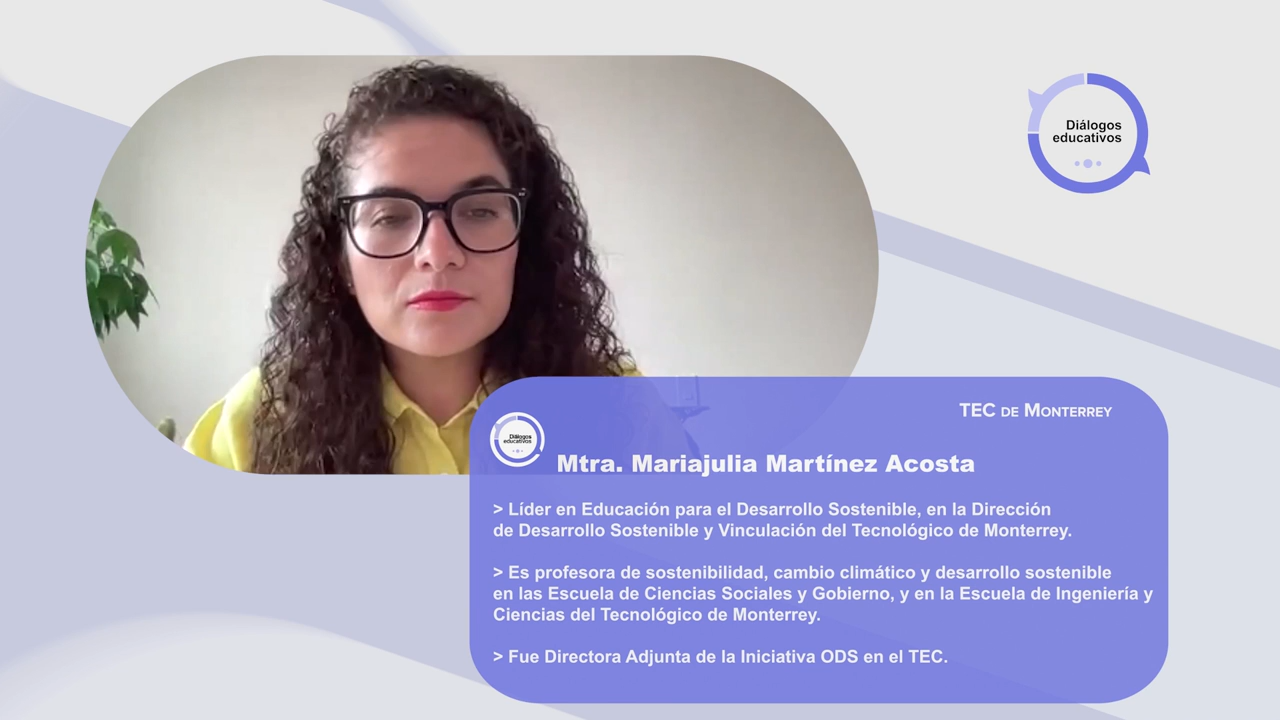 Diálogos
educativos
TEC DE MONTERREY
Diálogos
educativos
Mtra. Mariajulia Martínez Acosta
> Líder en Educación para el Desarrollo Sostenible, en la Dirección
de Desarrollo Sostenible y Vinculación del Tecnológico de Monterrey.
> Es profesora de sostenibilidad, cambio climático y desarrollo sostenible
en las Escuela de Ciencias Sociales y Gobierno, y en la Escuela de Ingeniería y
Ciencias del Tecnológico de Monterrey.
> Fue Directora Adjunta de la Iniciativa ODS en el TEC.